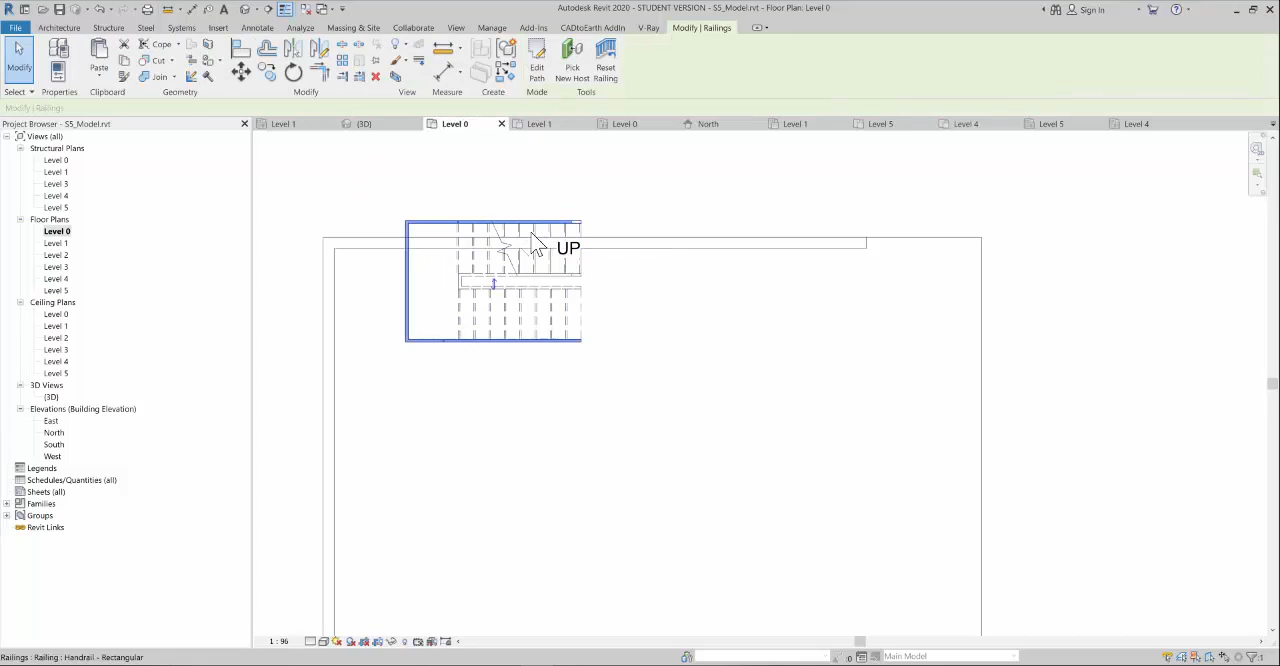 Autodesk Revit 2020 - STUDENT VERSION - S5_Model.rvt - Floor Plan: Level 0
Sign In
File Architecture Structure Steel Systems Insert Annotate Analyze Massing & Site Collaborate View Manage Add-Ins CADtoEarth AddIn V-Ray Modify | Railings
Modify Paste Cope Cut Join Edit Path Pick New Host Reset Railing
Select Properties Clipboard Geometry Modify View Measure Create Mode Tools
Modify | Railings
Project Browser - S5_Model.rvt
Level 1 {3D} Level 0 Level 1 Level 0 North Level 1 Level 5 Level 4 Level 5 Level 4
Views (all)
Structural Plans
Level 0
Level 1
Level 3
Level 4
Level 5
Floor Plans
Level 0
Level 1
Level 2
Level 3
Level 4
Level 5
Ceiling Plans
Level 0
Level 1
Level 2
Level 3
Level 4
Level 5
3D Views
{3D}
Elevations (Building Elevation)
East
North
South
West
Legends
Schedules/Quantities (all)
Sheets (all)
Families
Groups
Revit Links
UP
1 : 96
Railings : Railing : Handrail - Rectangular
:0
Main Model
:1